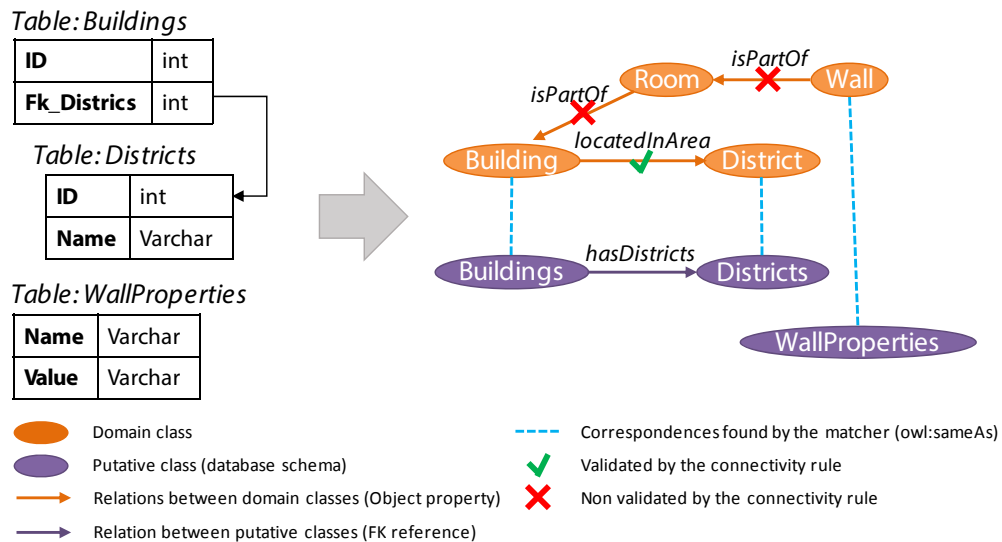 Table: Buildings
ID int
Fk_Districs int
Table: Districts
ID int
Name Varchar
Table: WallProperties
Name Varchar
Value Varchar
isPartOf
Room
Wall
isPartOf
locatedInArea
Building
District
hasDistricts
Buildings
Districts
WallProperties
Domain class
Putative class (database schema)
Relations between domain classes (Object property)
Relation between putative classes (FK reference)
Correspondences found by the matcher (owl:sameAs)
Validated by the connectivity rule
Non validated by the connectivity rule